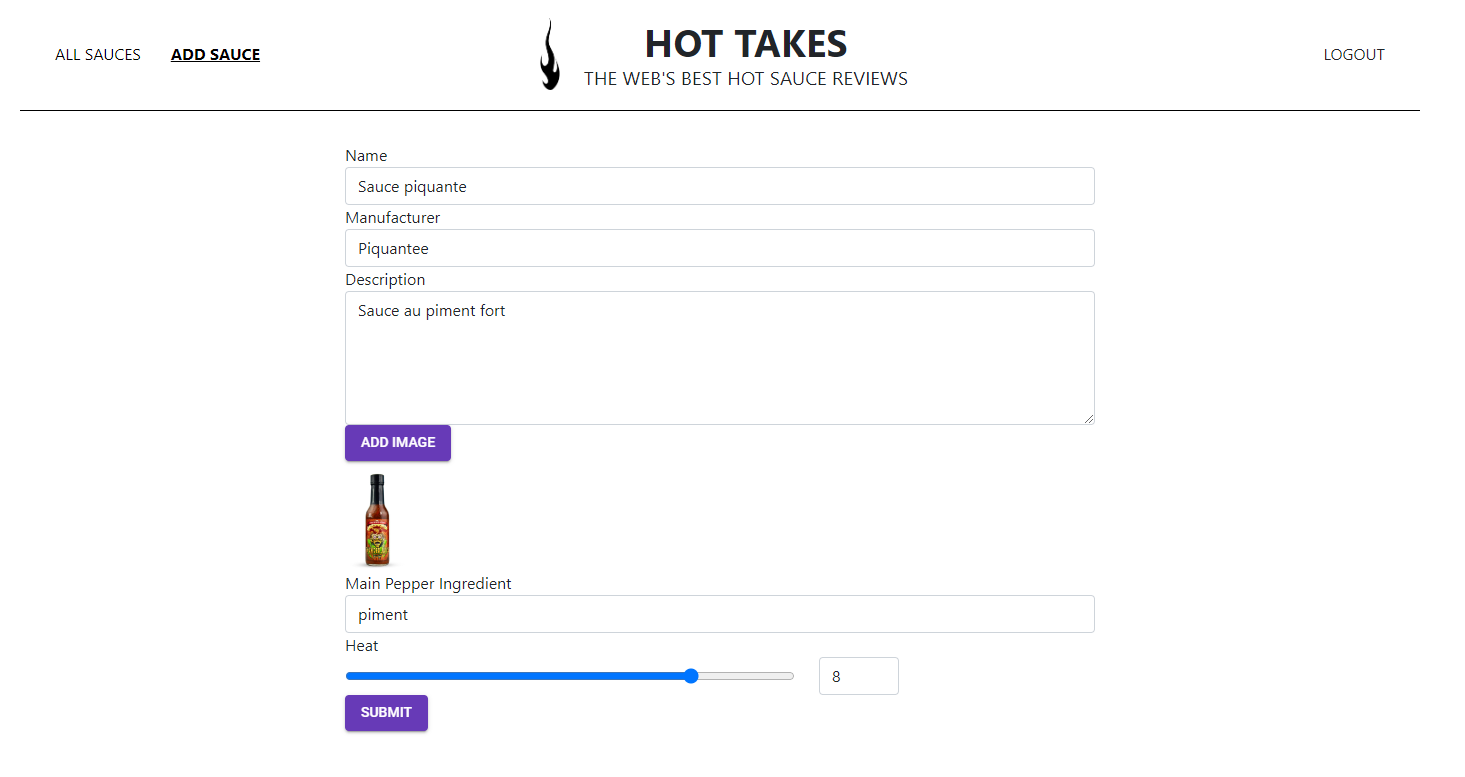 ALL SAUCES
ADD SAUCE
HOT TAKES
THE WEB'S BEST HOT SAUCE REVIEWS
LOGOUT
Name
Sauce piquante
Manufacturer
Piquantee
Description
Sauce au piment fort
ADD IMAGE
Main Pepper Ingredient
piment
Heat
8
SUBMIT